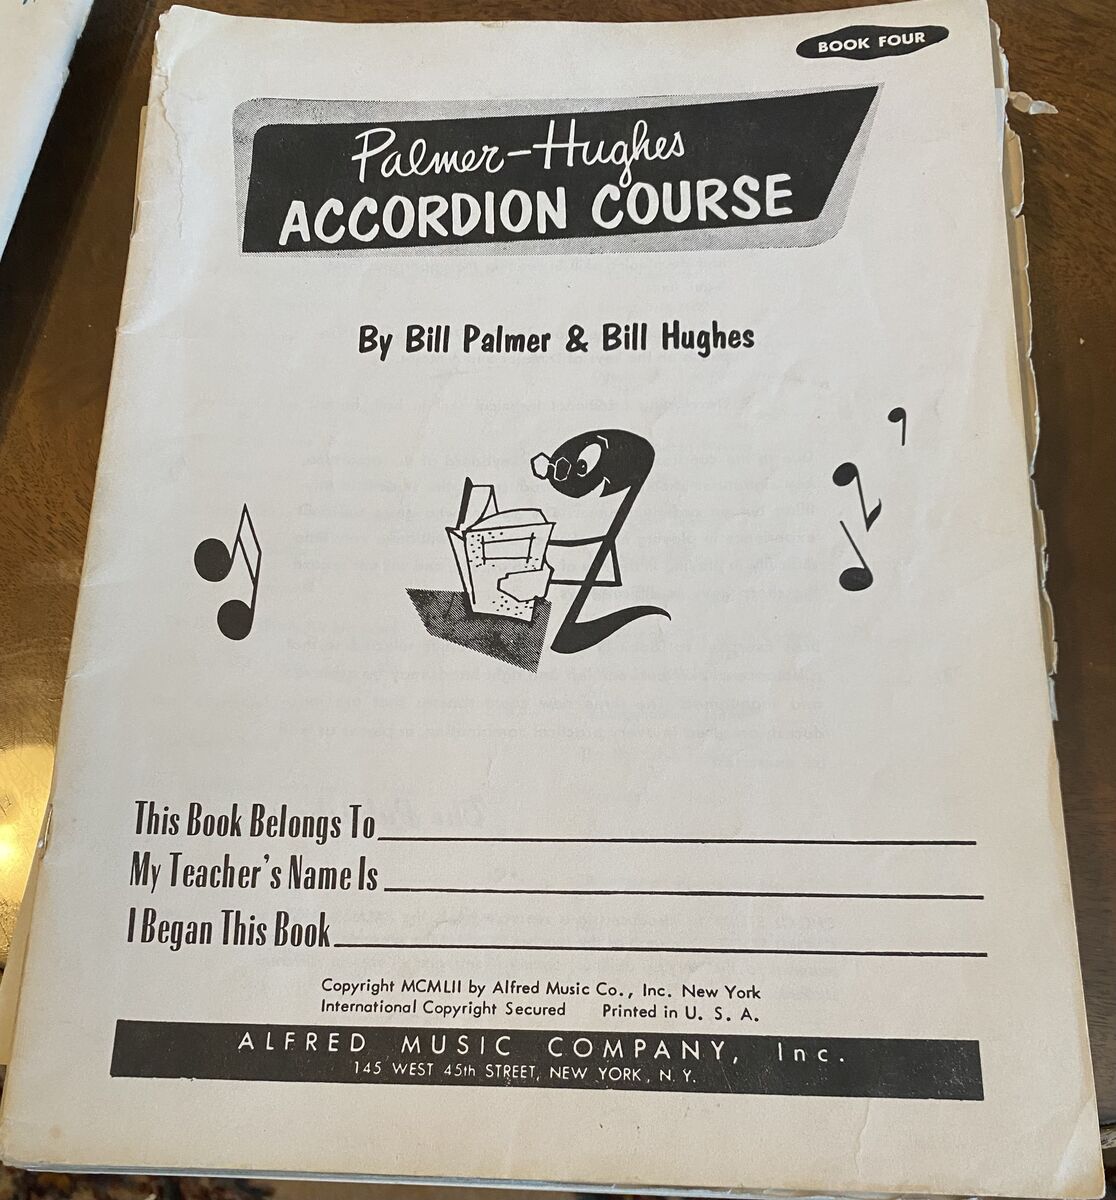 BOOK FOUR
Palmer-Hughes
ACCORDION COURSE
By Bill Palmer & Bill Hughes
This Book Belongs To
My Teacher's Name Is
I Began This Book
Copyright MCMLII by Alfred Music Co., Inc. New York
International Copyright Secured Printed in U. S. A.
ALFRED MUSIC COMPANY, Inc.
145 WEST 45th STREET, NEW YORK, N. Y.